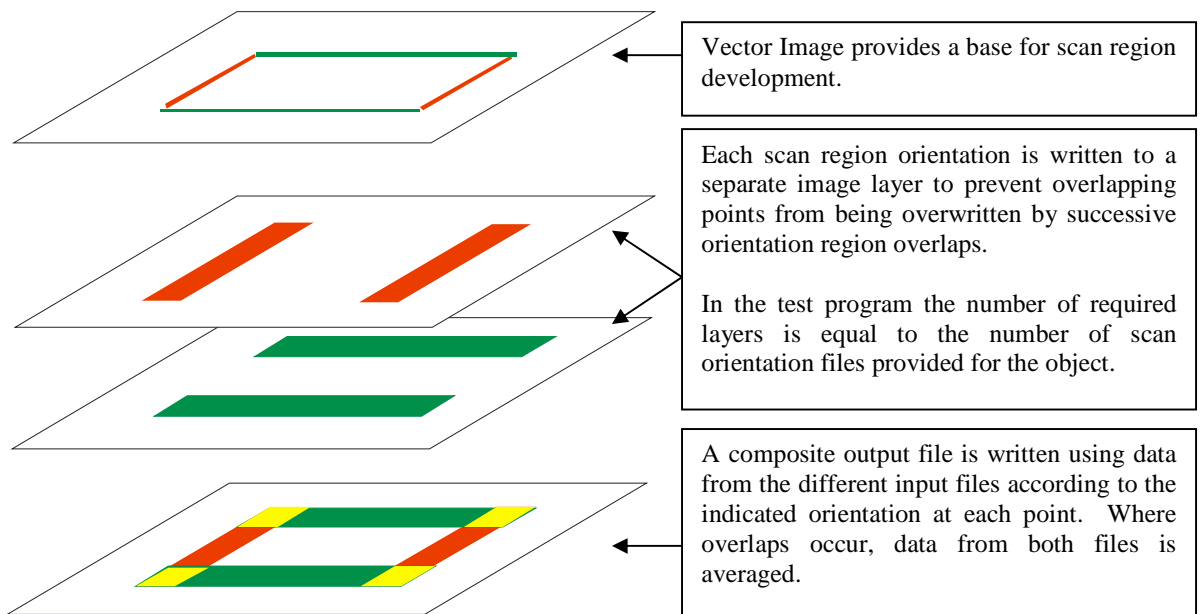 Vector Image provides a base for scan region
development.
Each scan region orientation is written to a
separate image layer to prevent overlapping
points from being overwritten by successive
orientation region overlaps.
In the test program the number of required
layers is equal to the number of scan
orientation files provided for the object.
A composite output file is written using data
from the different input files according to the
indicated orientation at each point. Where
overlaps occur, data from both files is
averaged.